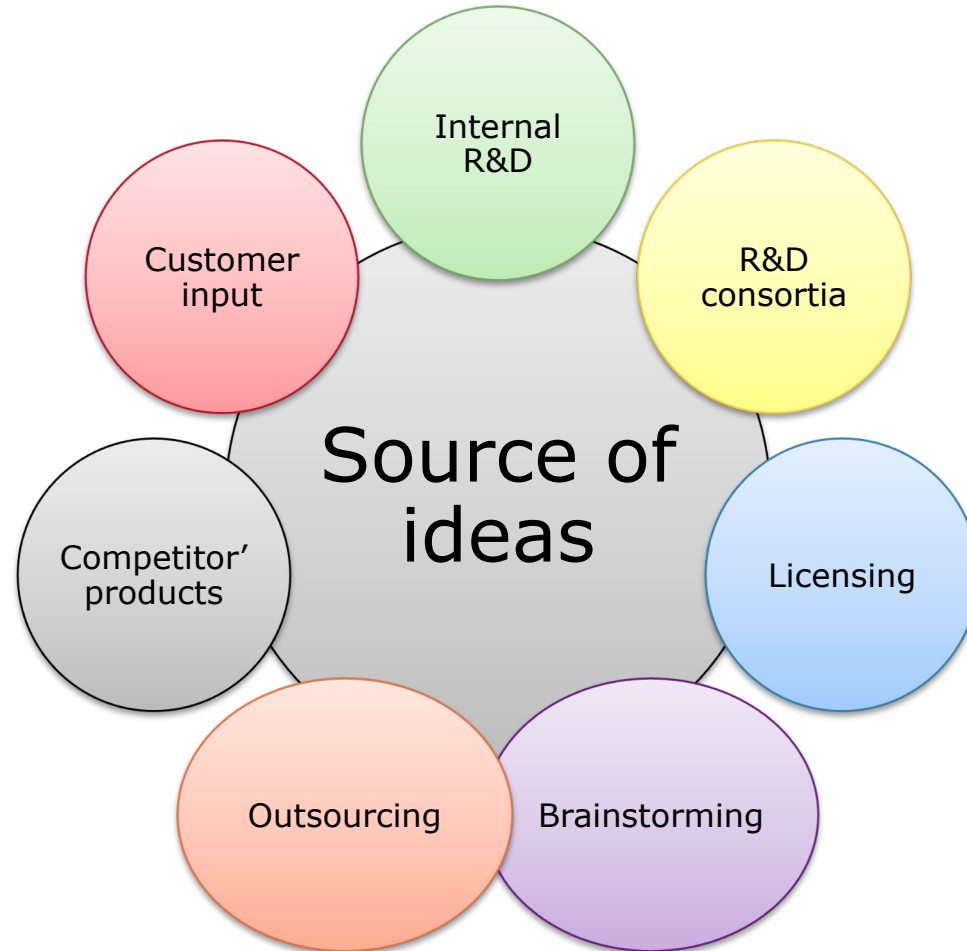 Internal
R&D
Customer
input
R&D
consortia
Source of
ideas
Competitor’
products
Licensing
Outsourcing
Brainstorming